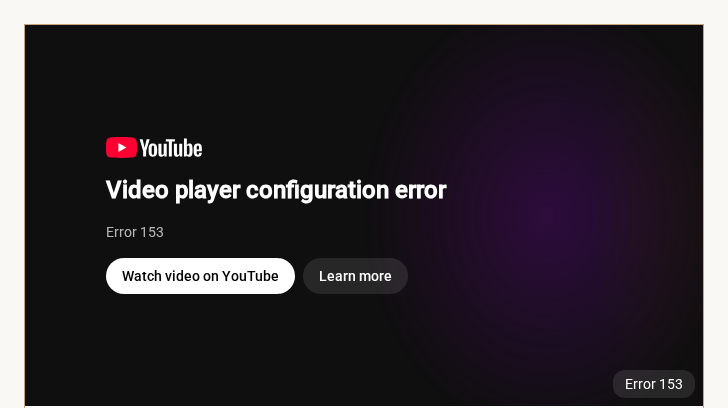 YouTube
Video player configuration error
Error 153
Watch video on YouTube
Learn more
Error 153